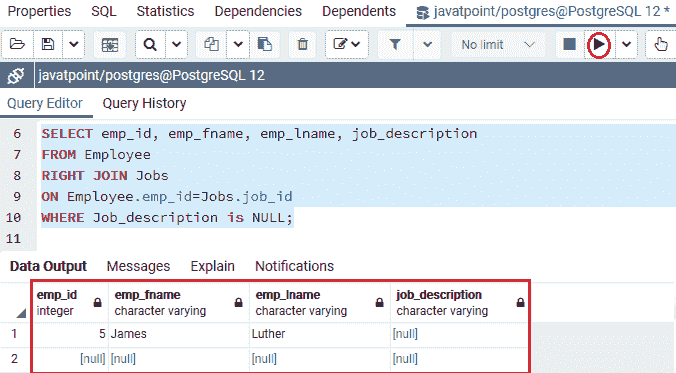 Properties SQL Statistics Dependencies Dependents javatpoint/postgres@PostgreSQL 12 *
No limit
javatpoint/postgres@PostgreSQL 12
Query Editor Query History
6 SELECT emp_id, emp_fname, emp_lname, job_description
7 FROM Employee
8 RIGHT JOIN Jobs
9 ON Employee.emp_id=Jobs.job_id
10 WHERE Job_description is NULL;
11
Data Output Messages Explain Notifications
emp_id emp_fname emp_lname job_description
integer character varying character varying character varying
1 5 James Luther [null]
2 [null] [null] [null] [null]